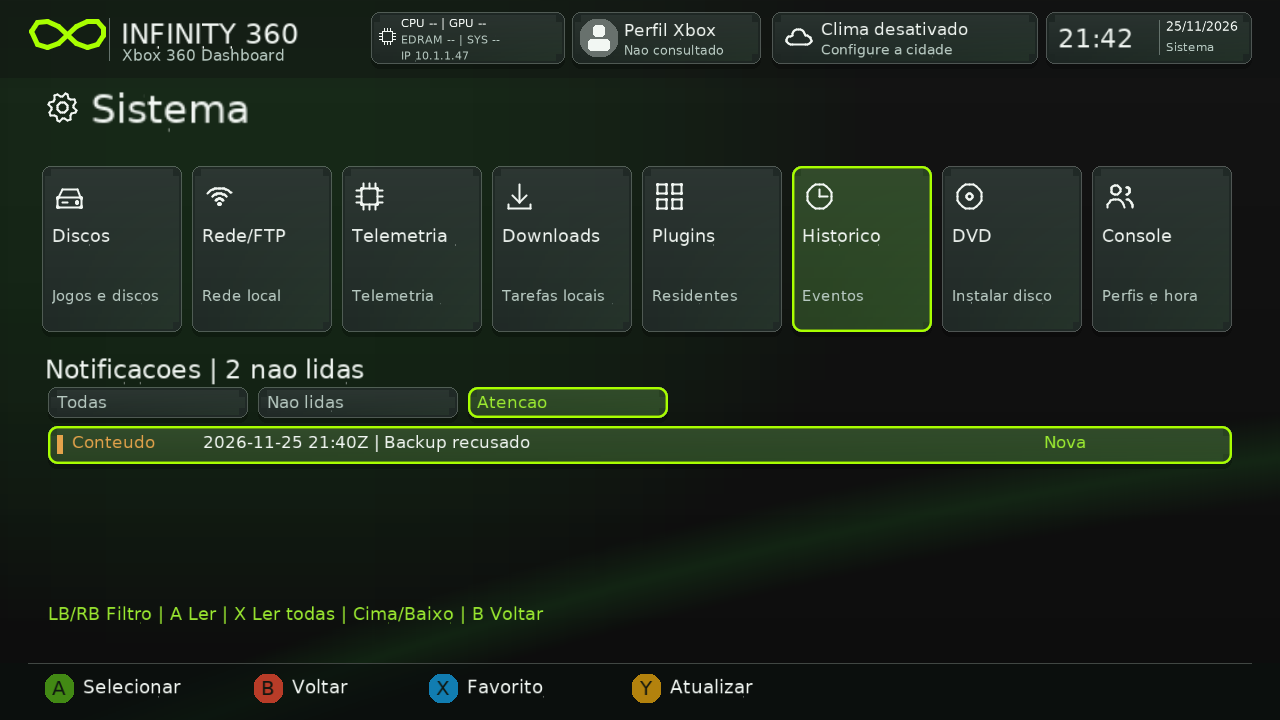 INFINITY 360
Xbox 360 Dashboard
CPU -- | GPU --
EDRAM -- | SYS --
IP 10.1.1.47
Perfil Xbox
Nao consultado
Clima desativado
Configure a cidade
21:42
25/11/2026
Sistema
Sistema
Discos
Jogos e discos
Rede/FTP
Rede local
Telemetria
Telemetria
Downloads
Tarefas locais
Plugins
Residentes
Historico
Eventos
DVD
Instalar disco
Console
Perfis e hora
Notificacoes | 2 nao lidas
Todas
Nao lidas
Atencao
Conteudo 2026-11-25 21:40Z | Backup recusado Nova
LB/RB Filtro | A Ler | X Ler todas | Cima/Baixo | B Voltar
A Selecionar B Voltar X Favorito Y Atualizar